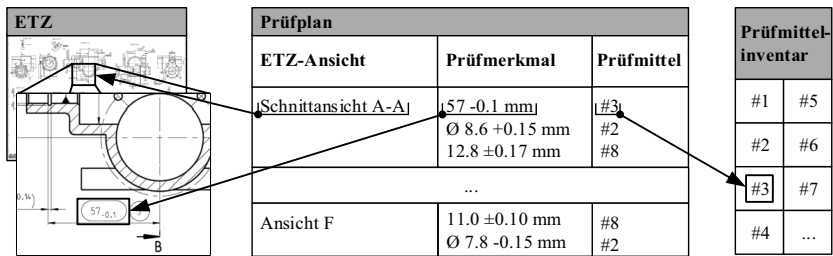 ETZ
0.14)
57 -0.1
B
Prüfplan
ETZ-Ansicht Prüfmerkmal Prüfmittel
Schnittansicht A-A 57 -0.1 mm #3
Ø 8.6 +0.15 mm #2
12.8 ±0.17 mm #8
...
Ansicht F 11.0 ±0.10 mm #8
Ø 7.8 -0.15 mm #2
Prüfmittel-
inventar
#1 #5
#2 #6
#3 #7
#4 ...